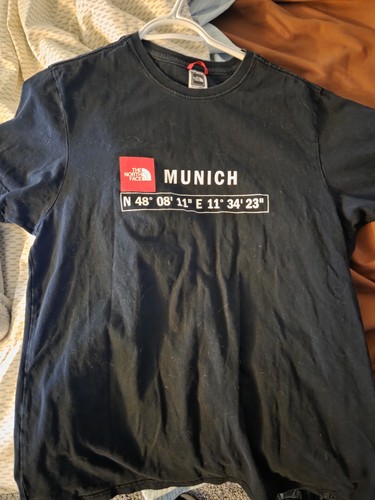 THE
NORTH
FACE
MUNICH
N 48° 08' 11" E 11° 34' 23"